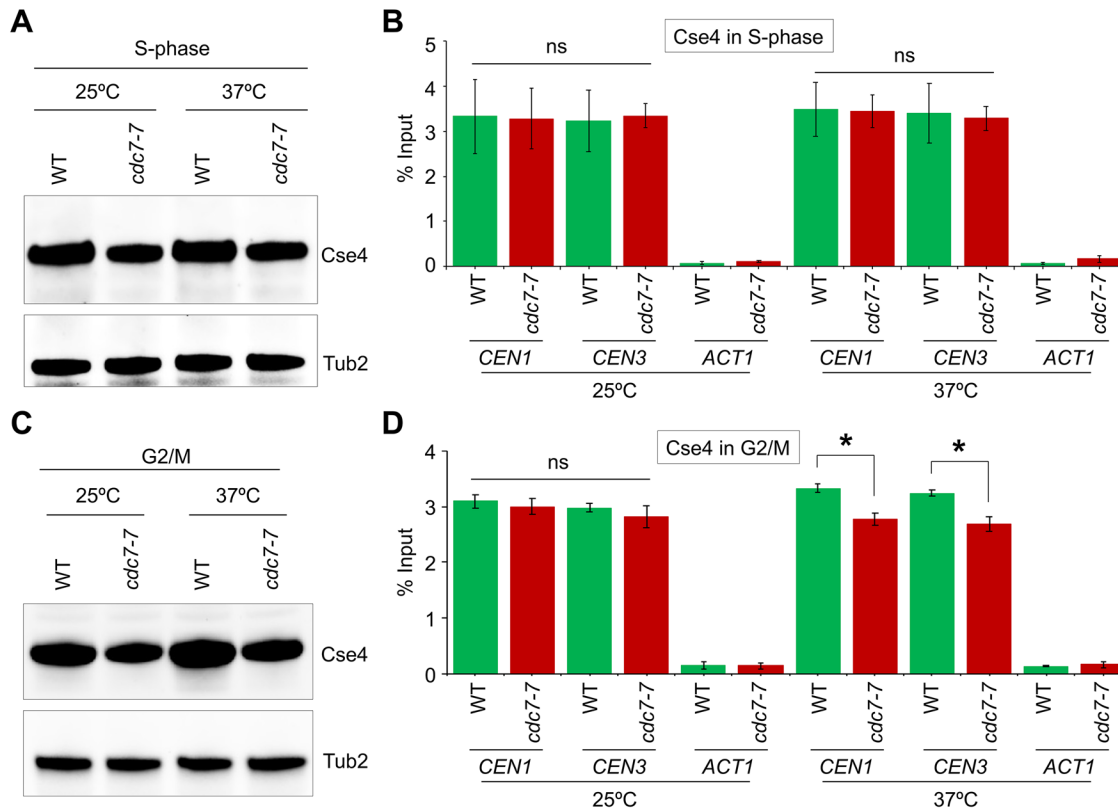 A
S-phase
25ºC 37ºC
WT cdc7-7 WT cdc7-7
Cse4
Tub2
B
Cse4 in S-phase
ns ns
% Input
5
4
3
2
1
0
WT cdc7-7 WT cdc7-7 WT cdc7-7 WT cdc7-7 WT cdc7-7 WT cdc7-7
CEN1 CEN3 ACT1 CEN1 CEN3 ACT1
25ºC 37ºC
C
G2/M
25ºC 37ºC
WT cdc7-7 WT cdc7-7
Cse4
Tub2
D
Cse4 in G2/M
ns * *
% Input
4
3
2
1
0
WT cdc7-7 WT cdc7-7 WT cdc7-7 WT cdc7-7 WT cdc7-7 WT cdc7-7
CEN1 CEN3 ACT1 CEN1 CEN3 ACT1
25ºC 37ºC